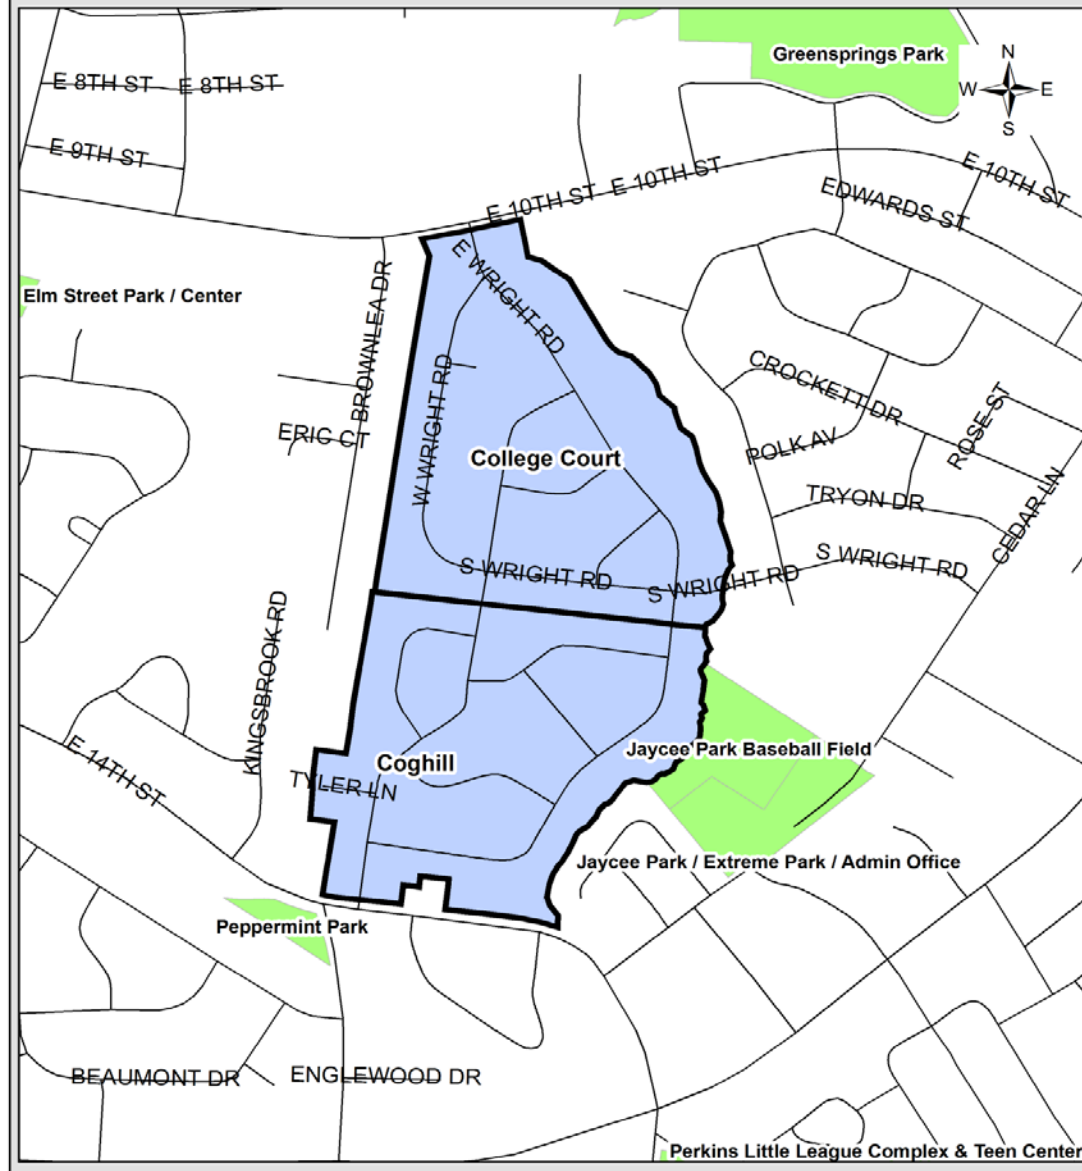 Greensprings Park
N
W E
S
E 8TH ST E 8TH ST
E 9TH ST
E 10TH ST E 10TH ST
E 10TH ST
EDWARDS ST
E WRIGHT RD
Elm Street Park / Center
BROWNLEA DR
W WRIGHT RD
CROCKETT DR
ROSE ST
ERIC CT
POLK AV
College Court
TRYON DR
CEDAR LN
S WRIGHT RD
S WRIGHT RD
S WRIGHT RD
KINGSBROOK RD
E 14TH ST
Jaycee Park Baseball Field
Coghill
TYLER LN
Jaycee Park / Extreme Park / Admin Office
Peppermint Park
BEAUMONT DR
ENGLEWOOD DR
Perkins Little League Complex & Teen Center